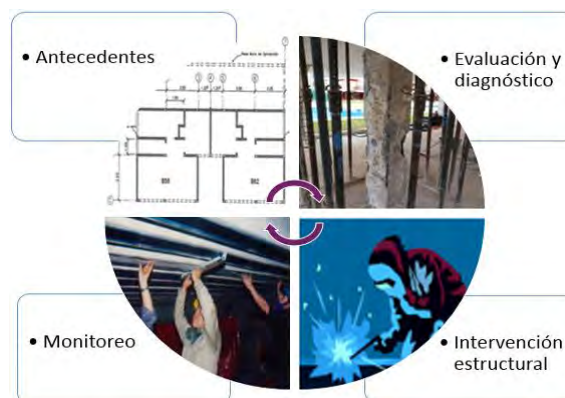 • Antecedentes
• Evaluación y
diagnóstico
• Monitoreo
• Intervención
estructural